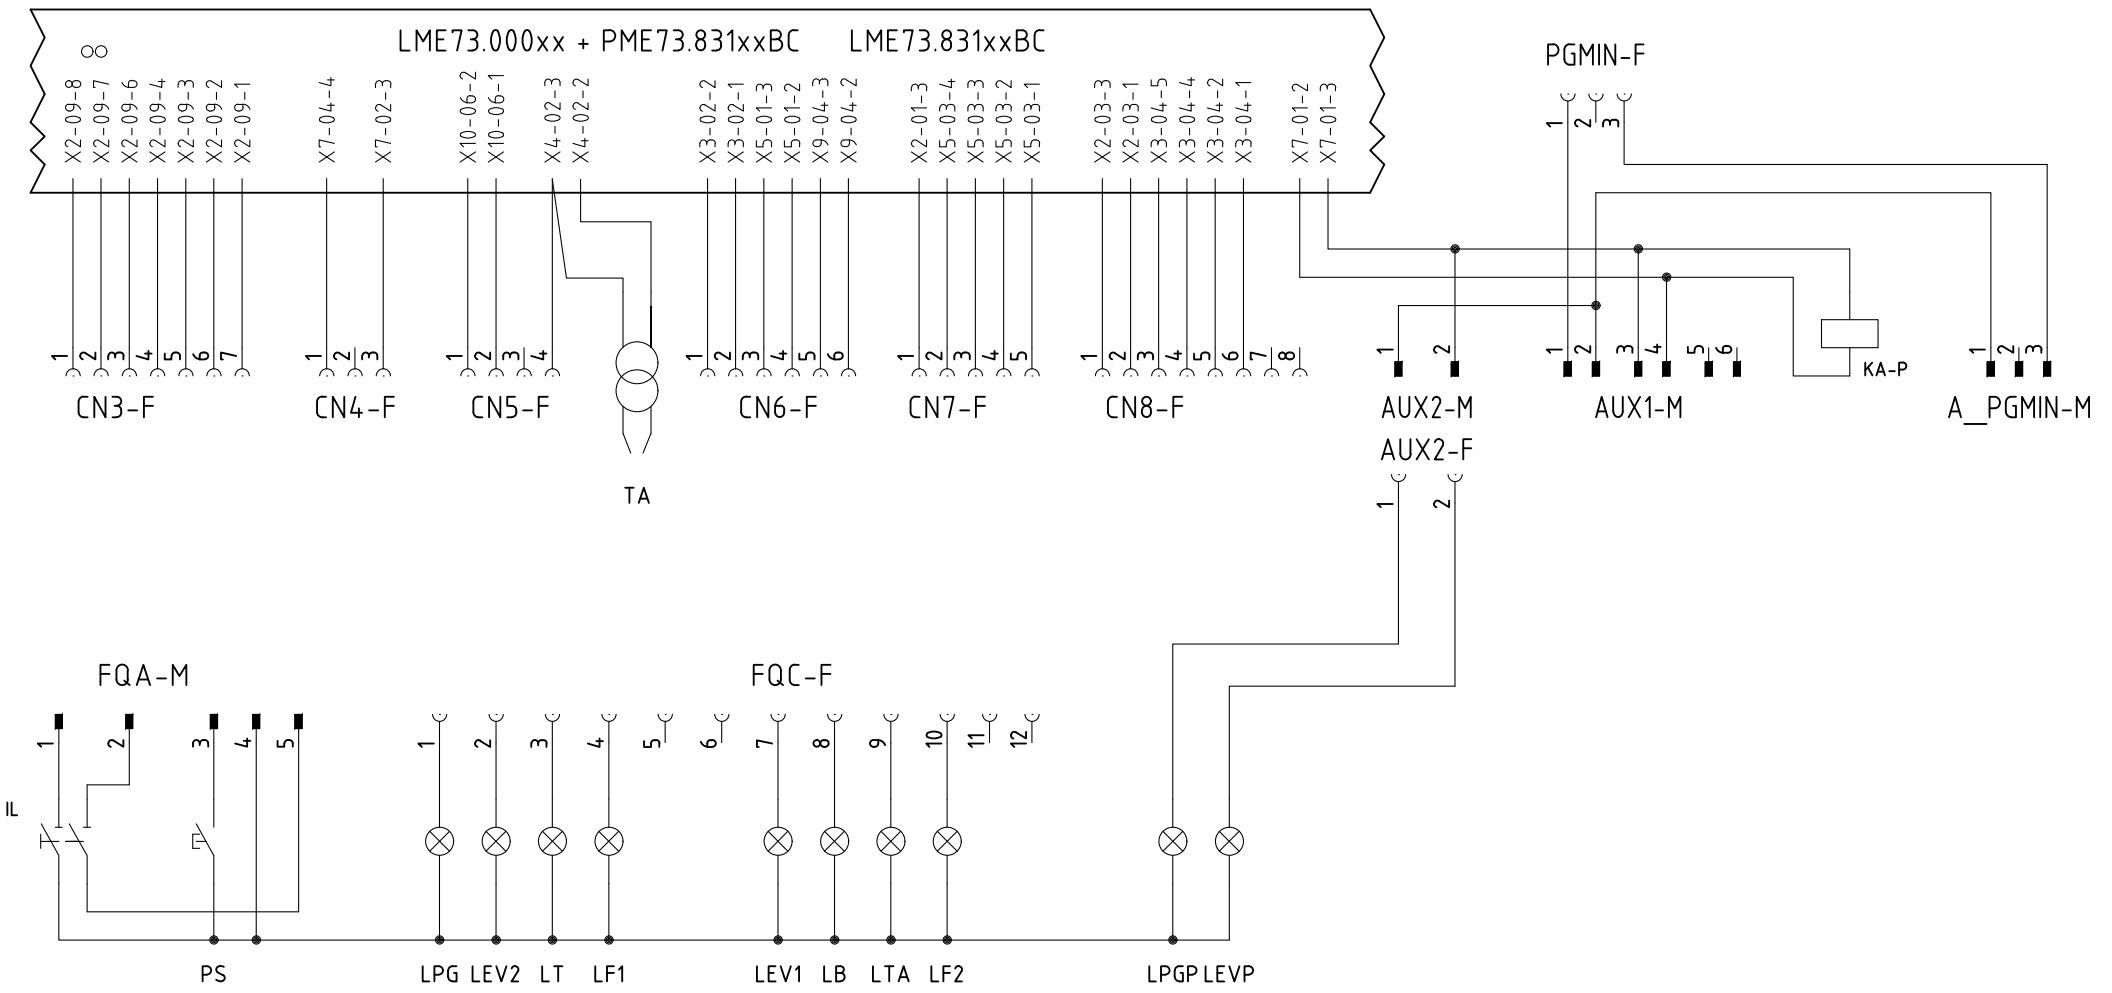 LME73.000xx + PME73.831xxBC LME73.831xxBC
PGMIN-F
X2-09-8 X2-09-7 X2-09-6 X2-09-4 X2-09-3 X2-09-2 X2-09-1 X7-04-4 X7-02-3 X10-06-2 X10-06-1 X4-02-3 X4-02-2 X3-02-2 X3-02-1 X5-01-3 X5-01-2 X9-04-3 X9-04-2 X2-01-3 X5-03-4 X5-03-3 X5-03-2 X5-03-1 X2-03-3 X2-03-1 X3-04-5 X3-04-4 X3-04-2 X3-04-1 X7-01-2 X7-01-3
1 2 3
1 2 3 4 5 6 7 1 2 3 1 2 3 4 1 2 3 4 5 6 1 2 3 4 5 1 2 3 4 5 6 7 8 1 2 1 2 3 4 5 6 1 2 3
KA-P
CN3-F CN4-F CN5-F CN6-F CN7-F CN8-F AUX2-M AUX1-M A__PGMIN-M
AUX2-F
TA
1 2
FQA-M FQC-F
1 2 3 4 5 1 2 3 4 5 6 7 8 9 10 11 12
IL
PS LPG LEV2 LT LF1 LEV1 LB LTA LF2 LPGP LEVP